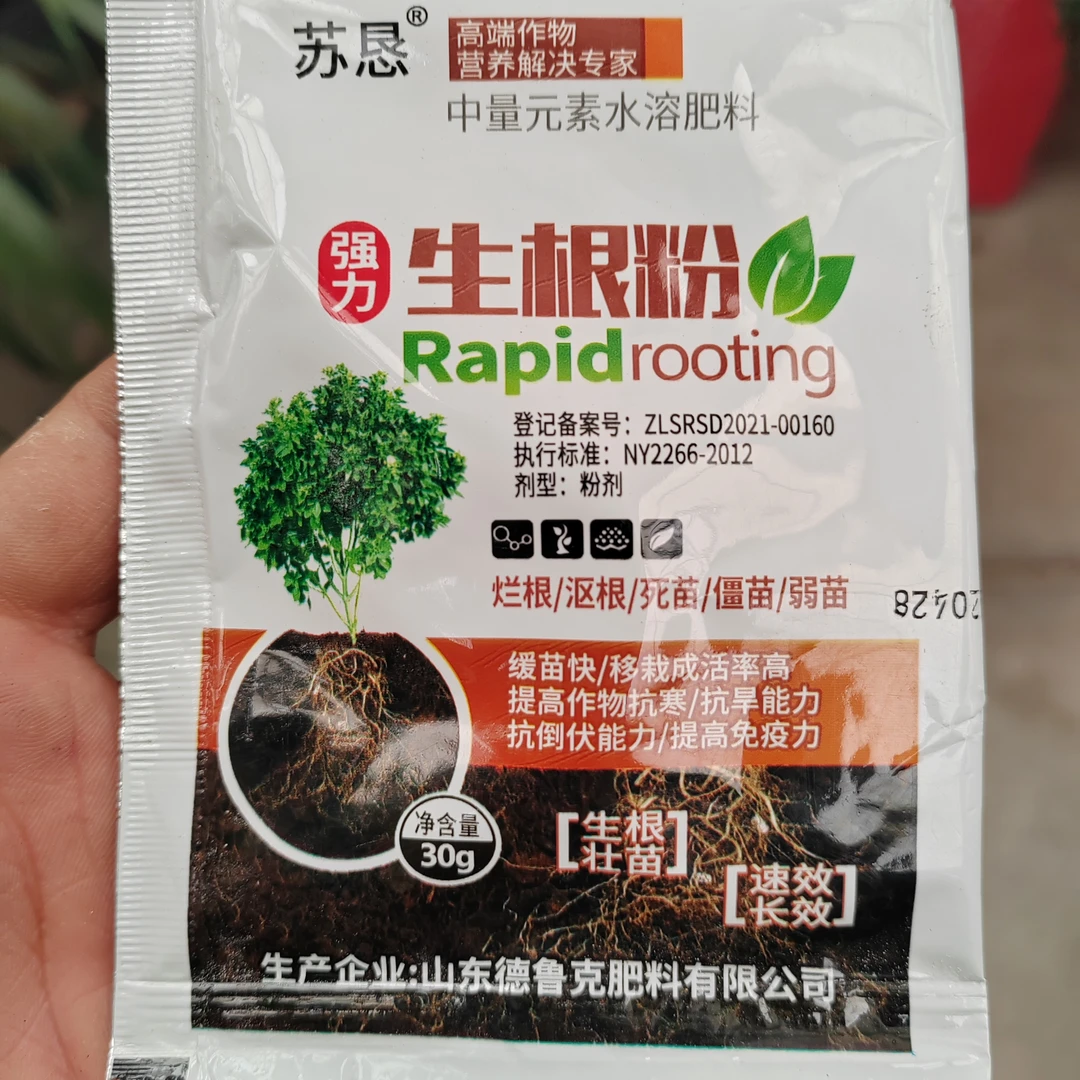 苏恳®
高端作物
营养解决专家
中量元素水溶肥料
强力
生根粉
Rapidrooting
登记备案号：ZLSRSD2021-00160
执行标准：NY2266-2012
剂型：粉剂
烂根/沤根/死苗/僵苗/弱苗
20428
缓苗快/移栽成活率高
提高作物抗寒/抗旱能力
抗倒伏能力/提高免疫力
净含量
30g
[生根
壮苗]
[速效
长效]
生产企业:山东德鲁克肥料有限公司